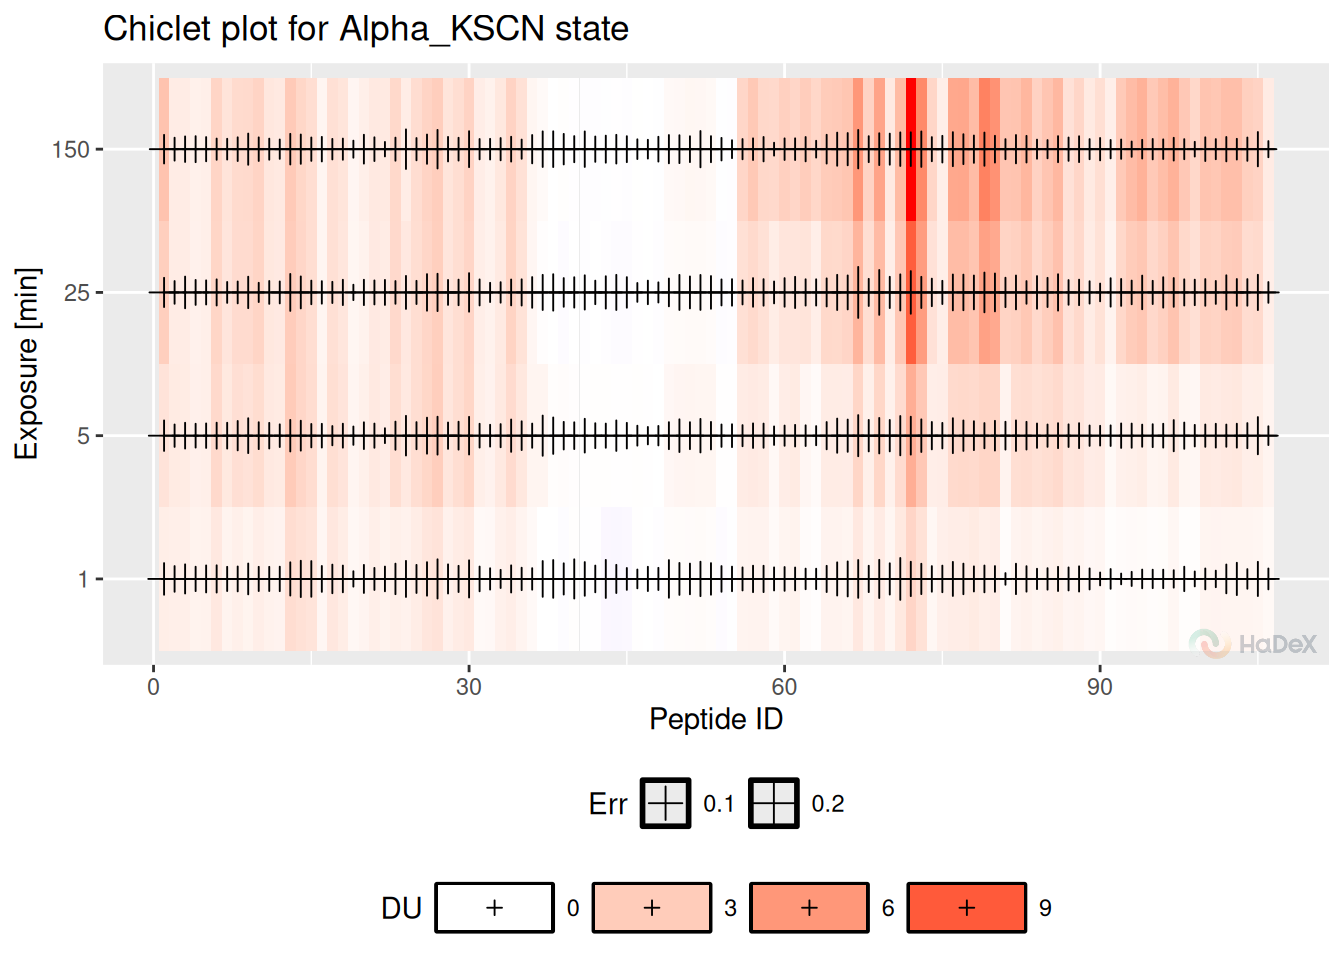 Chiclet plot for Alpha_KSCN state
Exposure [min]
150
25
5
1
HaDeX
0 30 60 90
Peptide ID
Err 0.1 0.2
DU 0 3 6 9